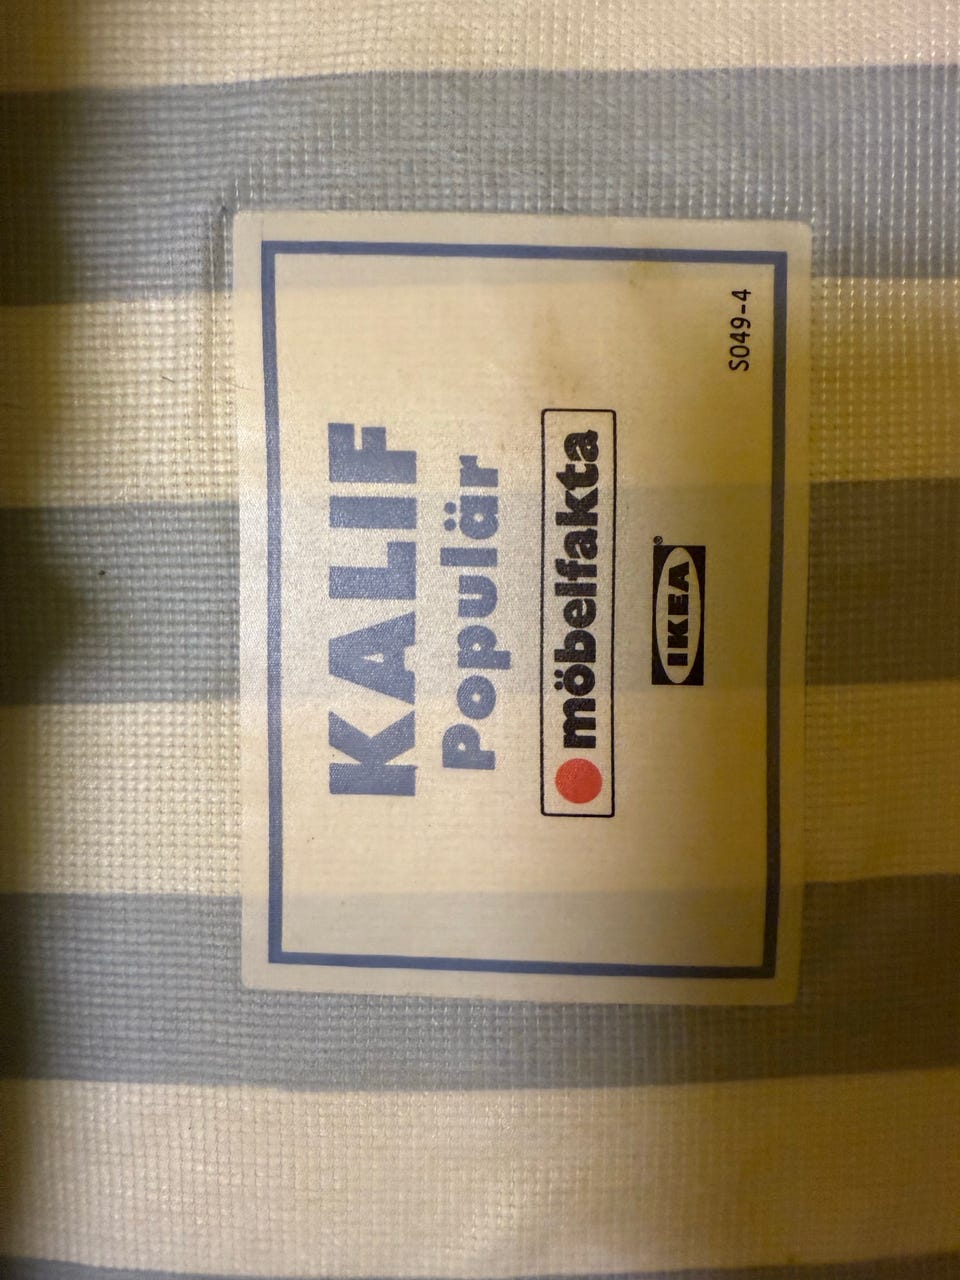 KALIF
Populär
möbelfakta
IKEA®
S049-4